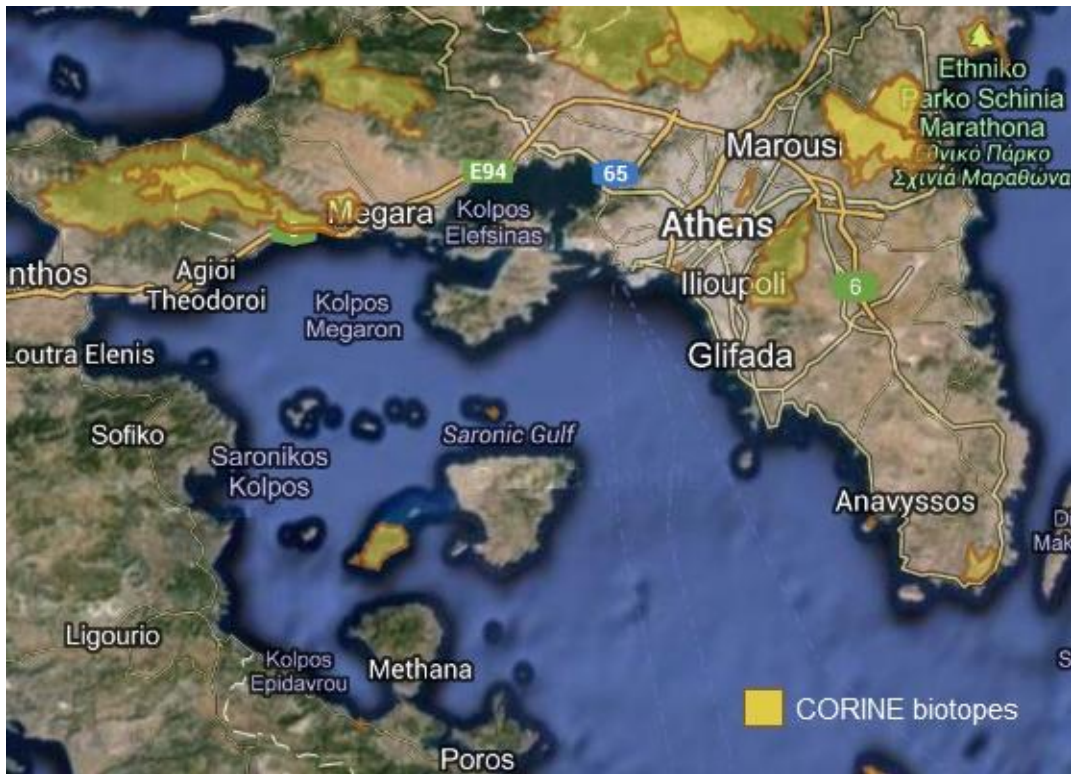 Ethniko
Parko Schinia
Marathona
Εθνικό Πάρκο
Σχινιά Μαραθώνα
Marousi
E94
65
Megara
Kolpos
Elefsinas
Athens
nthos
Agioi
Theodoroi
Ilioupoli
6
Kolpos
Megaron
Loutra Elenis
Glifada
Sofiko
Saronic Gulf
Saronikos
Kolpos
Anavyssos
Mak
Ligourio
Kolpos
Epidavrou
Methana
CORINE biotopes
Poros